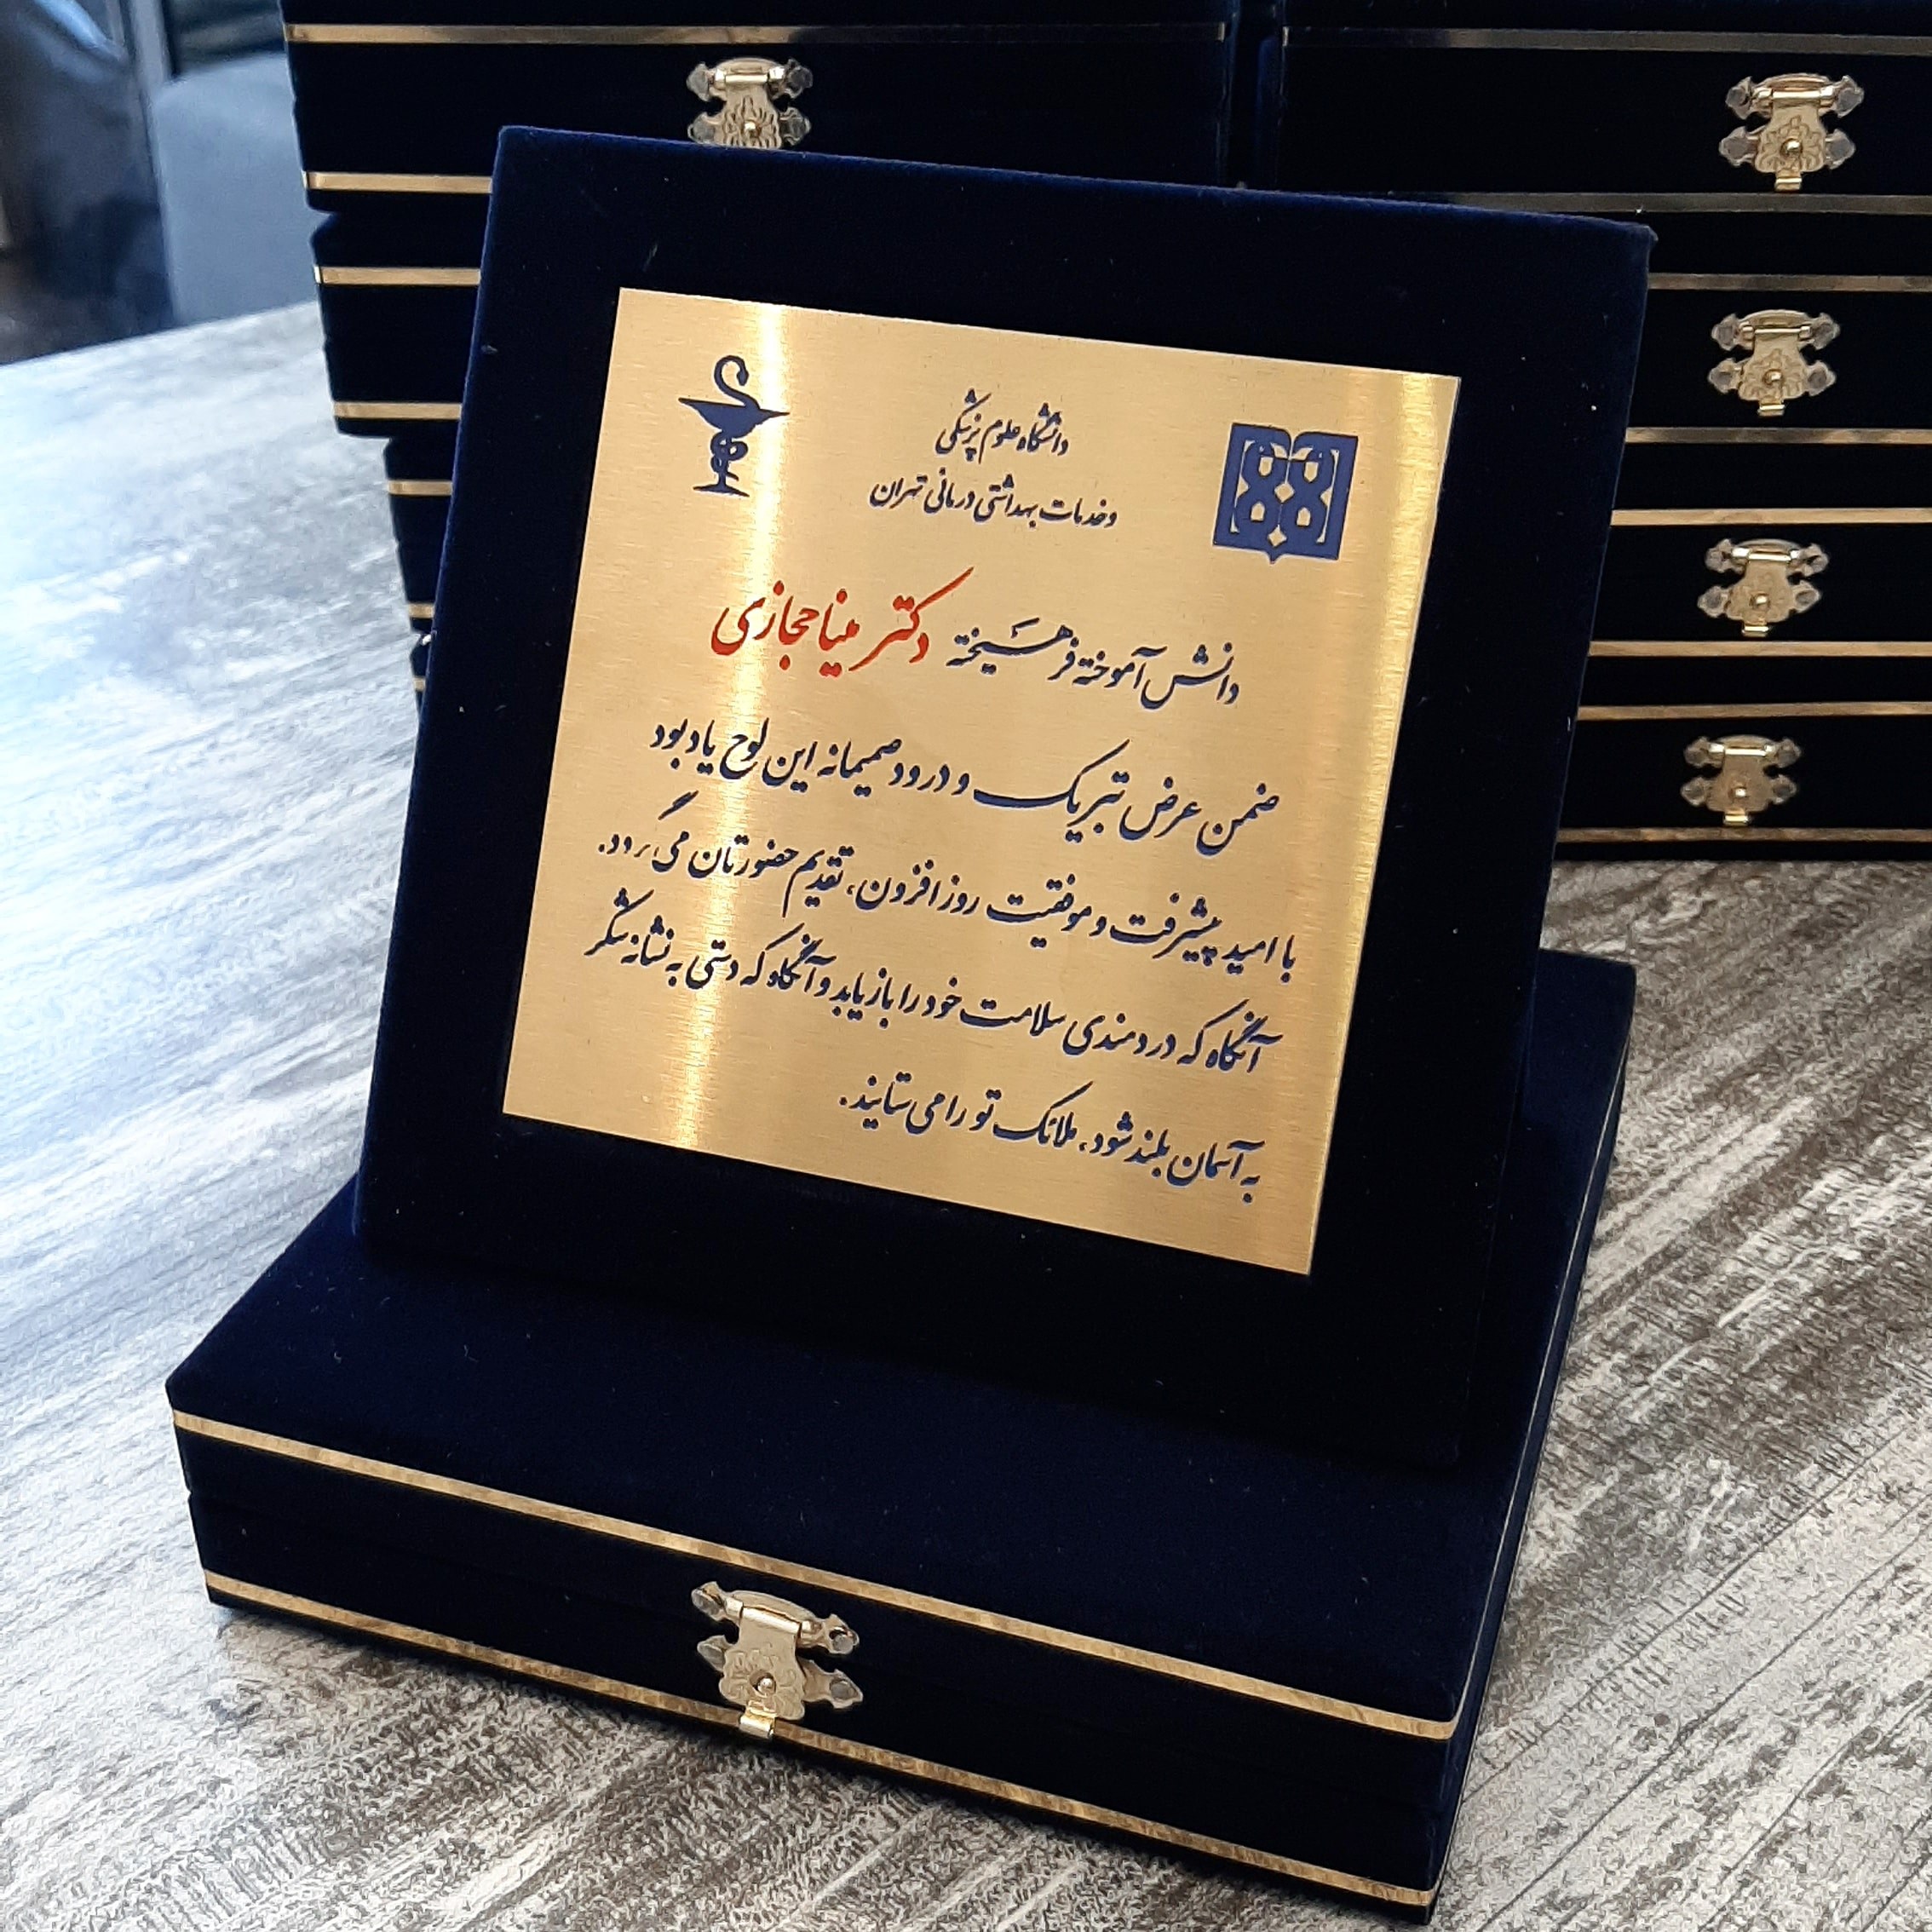 دانشگاه علوم پزشکی
و خدمات بهداشتی درمانی تهران
دانش آموخته فرهیخته دکتر مینا حجازی
ضمن عرض تبریک و درود صمیمانه این لوح یادبود
با امید پیشرفت و موفقیت روز افزون، تقدیم حضورتان می گردد.
آنگاه که دردمندی سلامت خود را باز یابد و آنگاه که دستی به نشانه شکر
به آسمان بلند شود، ملائک تو را می ستایند.